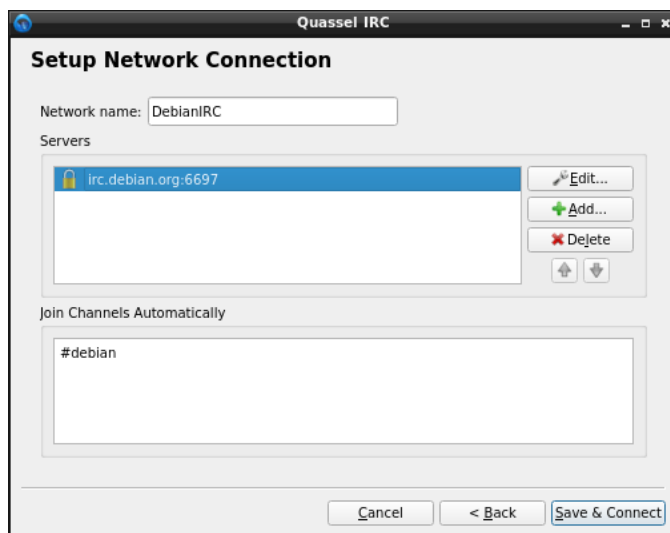 Quassel IRC
Setup Network Connection
Network name: DebianIRC
Servers
irc.debian.org:6697
Edit...
Add...
Delete
Join Channels Automatically
#debian
Cancel < Back Save & Connect